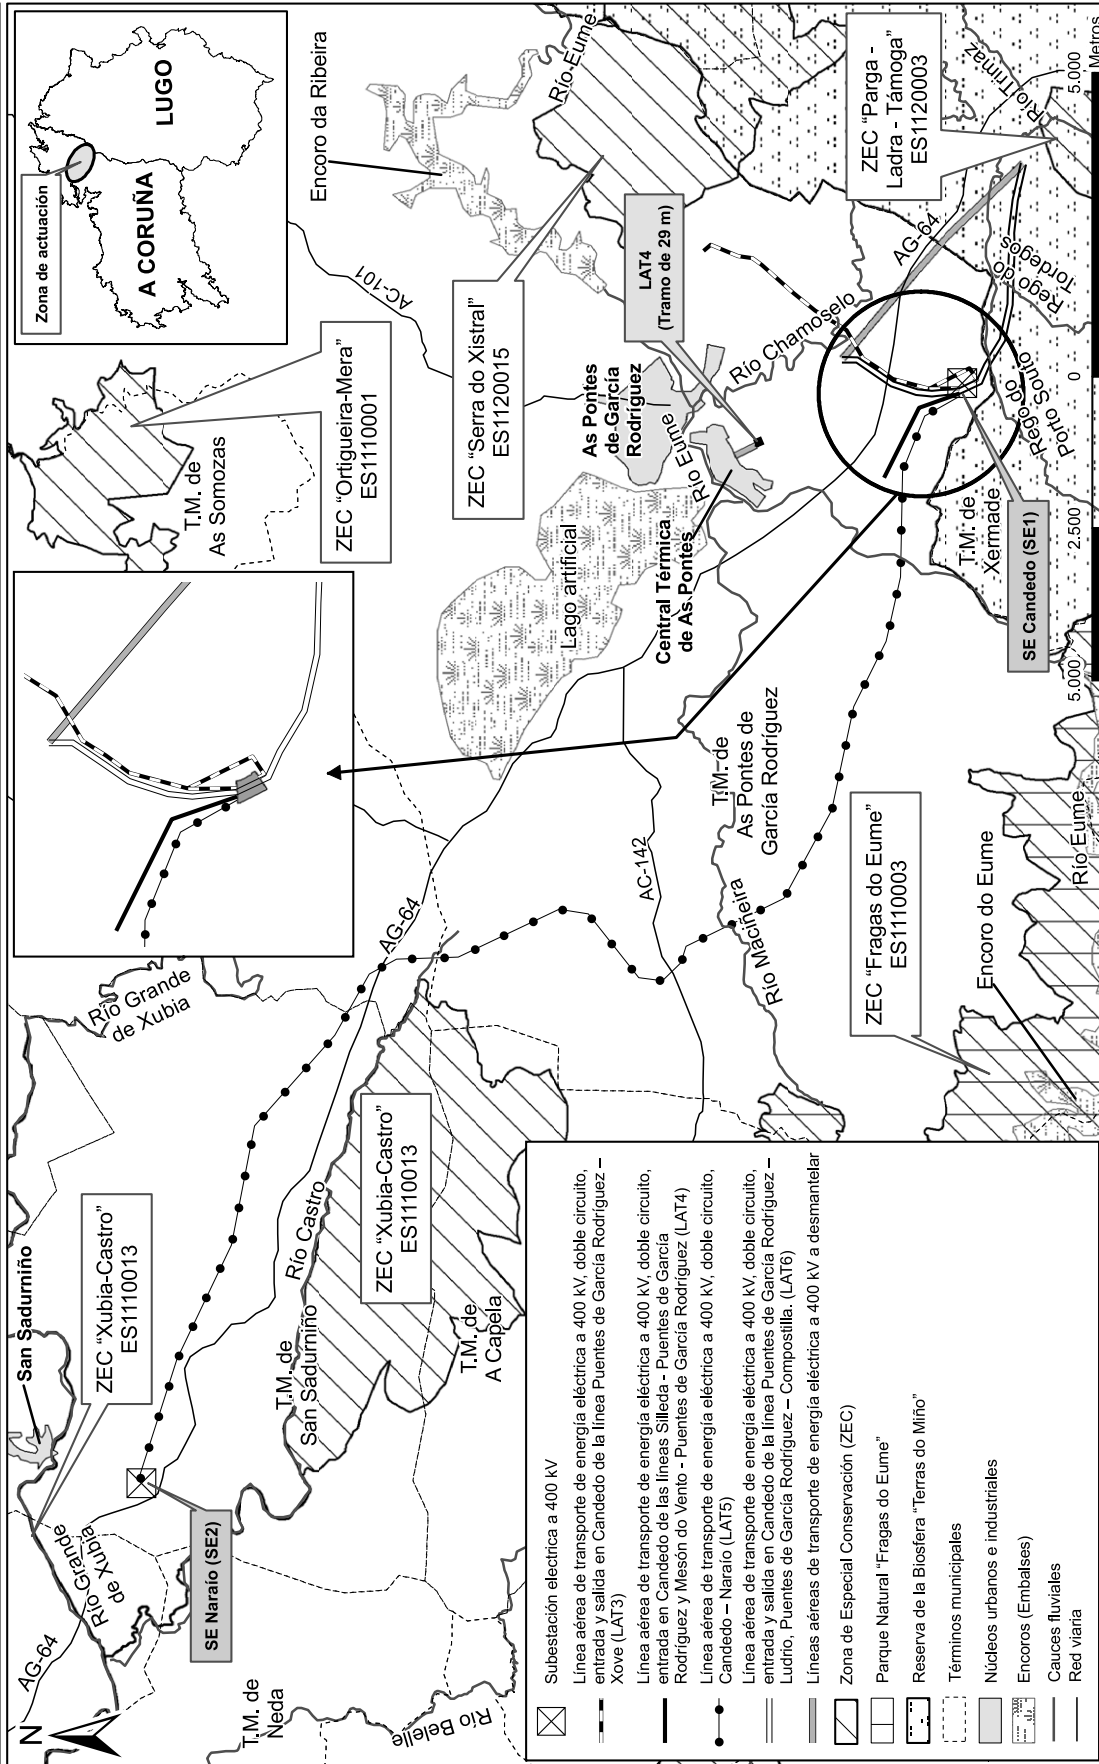 N
AG-64
Río Grande
de Xubia
San Sadurniño
ZEC “Xubia-Castro”
ES1110013
SE Naraío (SE2)
T.M. de
Neda
Río Belelle
T.M. de
San Sadurniño
Río Castro
T.M. de
A Capela
ZEC “Xubia-Castro”
ES1110013
Río Grande
de Xubia
AG-64
AC-142
Río Maciñeira
T.M. de
As Pontes de
García Rodríguez
ZEC “Fragas do Eume”
ES1110003
Encoro do Eume
Río Eume
T.M. de
As Somozas
ZEC “Ortigueira-Mera”
ES1110001
Zona de actuación
A CORUÑA
LUGO
AC-101
Encoro da Ribeira
Río Eume
ZEC “Serra do Xistral”
ES1120015
As Pontes
de García
Rodríguez
Río Eume
Lago artificial
Central Térmica
de As Pontes
LAT4
(Tramo de 29 m)
Río Chamoselo
AG-64
ZEC “Parga -
Ladra - Támoga”
ES1120003
Río Trimaz
Rego do
Tordegos
Rego do
Porto Souto
T.M. de
Xermade
SE Candedo (SE1)
5.000
2.500
0
5.000
Metros
Subestación electrica a 400 kV
Línea aérea de transporte de energía eléctrica a 400 kV, doble circuito,
entrada y salida en Candedo de la línea Puentes de García Rodríguez –
Xove (LAT3)
Línea aérea de transporte de energía eléctrica a 400 kV, doble circuito,
entrada en Candedo de las líneas Silleda - Puentes de García
Rodríguez y Mesón do Vento - Puentes de García Rodríguez (LAT4)
Línea aérea de transporte de energía eléctrica a 400 kV, doble circuito,
Candedo – Naraío (LAT5)
Línea aérea de transporte de energía eléctrica a 400 kV, doble circuito,
entrada y salida en Candedo de la línea Puentes de García Rodríguez –
Ludrio, Puentes de García Rodríguez – Compostilla. (LAT6)
Líneas aéreas de transporte de energía eléctrica a 400 kV a desmantelar
Zona de Especial Conservación (ZEC)
Parque Natural “Fragas do Eume”
Reserva de la Biosfera “Terras do Miño”
Términos municipales
Núcleos urbanos e industriales
Encoros (Embalses)
Cauces fluviales
Red viaria